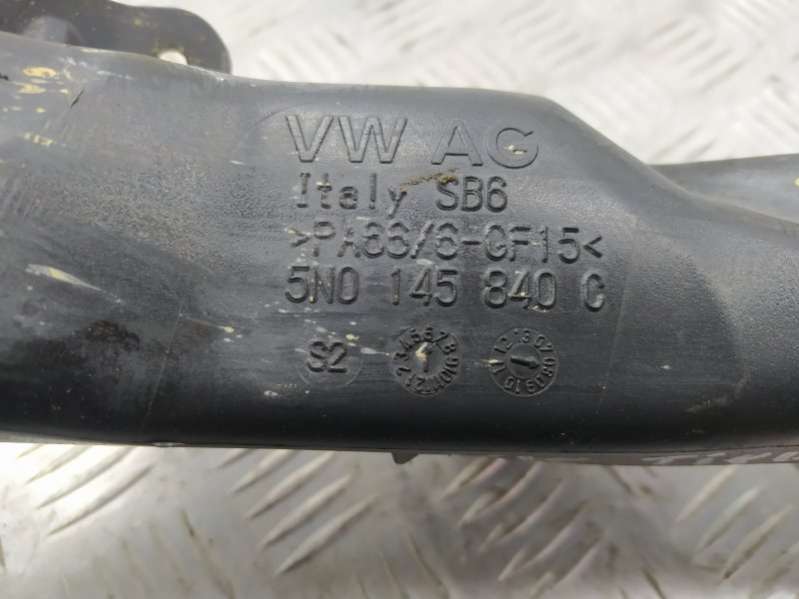 VW AG
Italy SB6
>PA66/6-GF15<
5N0 145 840 C
S2